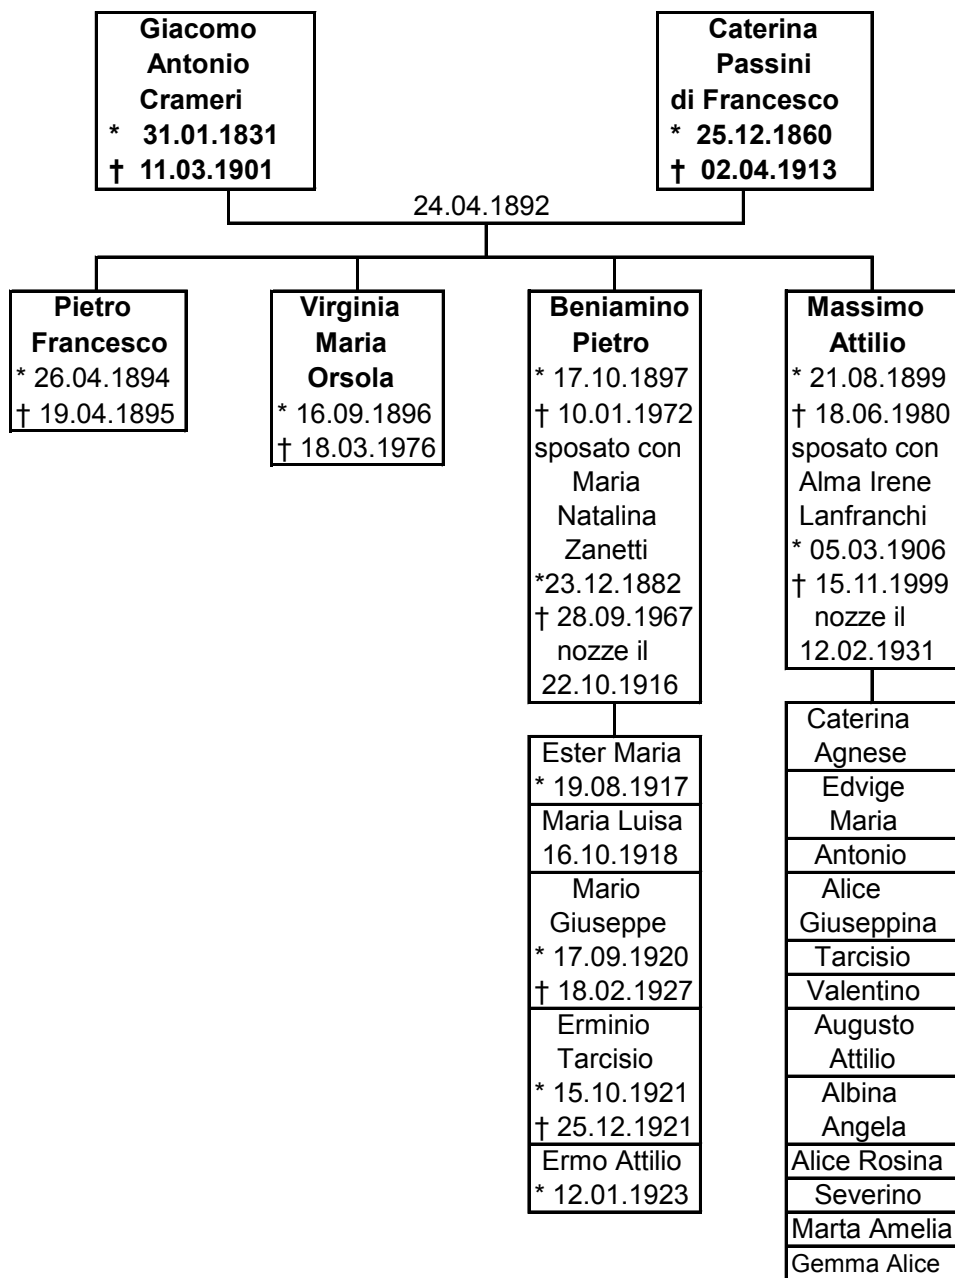 Giacomo
Antonio
Crameri
* 31.01.1831
† 11.03.1901
Caterina
Passini
di Francesco
* 25.12.1860
† 02.04.1913
24.04.1892
Pietro
Francesco
* 26.04.1894
† 19.04.1895
Virginia
Maria
Orsola
* 16.09.1896
† 18.03.1976
Beniamino
Pietro
* 17.10.1897
† 10.01.1972
sposato con
Maria
Natalina
Zanetti
*23.12.1882
† 28.09.1967
nozze il
22.10.1916
Ester Maria
* 19.08.1917
Maria Luisa
16.10.1918
Mario
Giuseppe
* 17.09.1920
† 18.02.1927
Erminio
Tarcisio
* 15.10.1921
† 25.12.1921
Ermo Attilio
* 12.01.1923
Massimo
Attilio
* 21.08.1899
† 18.06.1980
sposato con
Alma Irene
Lanfranchi
* 05.03.1906
† 15.11.1999
nozze il
12.02.1931
Caterina
Agnese
Edvige
Maria
Antonio
Alice
Giuseppina
Tarcisio
Valentino
Augusto
Attilio
Albina
Angela
Alice Rosina
Severino
Marta Amelia
Gemma Alice